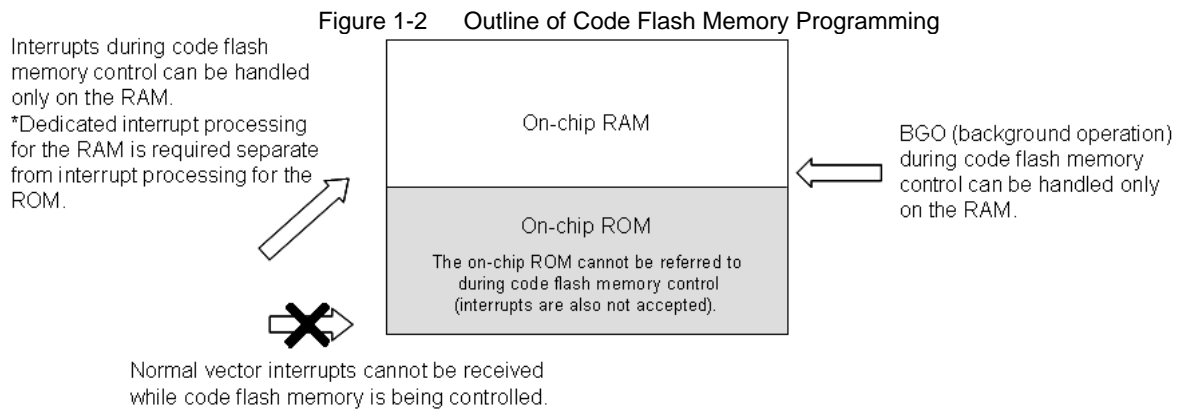 Figure 1-2 Outline of Code Flash Memory Programming
Interrupts during code flash
memory control can be handled
only on the RAM.
*Dedicated interrupt processing
for the RAM is required separate
from interrupt processing for the
ROM.
On-chip RAM
BGO (background operation)
during code flash memory
control can be handled only
on the RAM.
On-chip ROM
The on-chip ROM cannot be referred to
during code flash memory control
(interrupts are also not accepted).
Normal vector interrupts cannot be received
while code flash memory is being controlled.